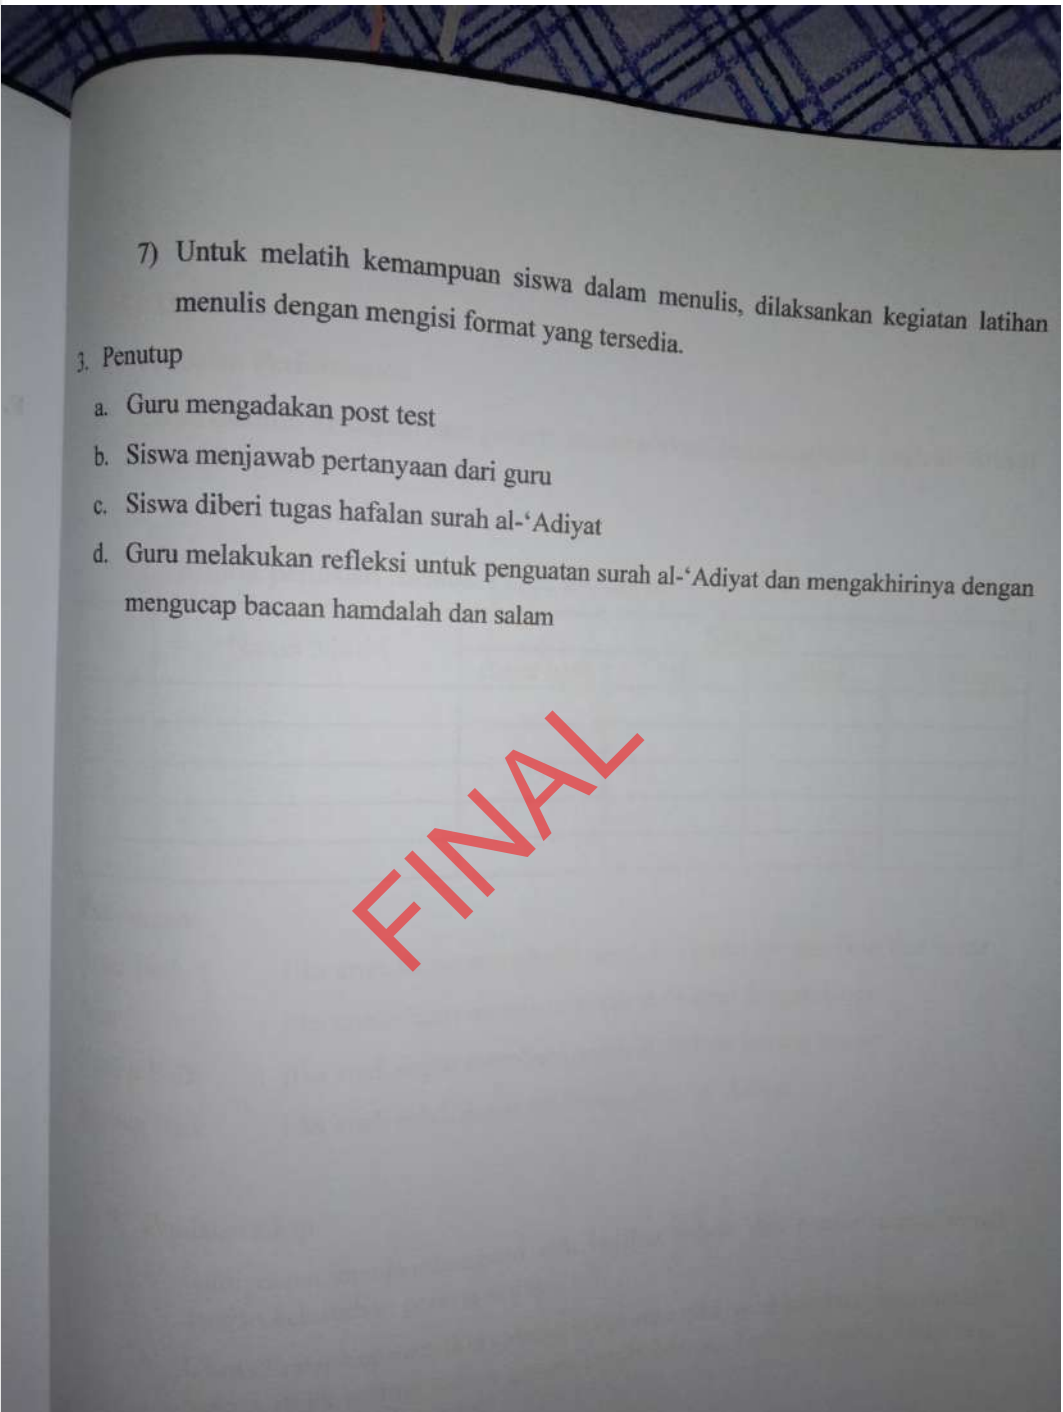 7) Untuk melatih kemampuan siswa dalam menulis, dilaksankan kegiatan latihan
menulis dengan mengisi format yang tersedia.
3. Penutup
a. Guru mengadakan post test
b. Siswa menjawab pertanyaan dari guru
c. Siswa diberi tugas hafalan surah al-‘Adiyat
d. Guru melakukan refleksi untuk penguatan surah al-‘Adiyat dan mengakhirinya dengan
mengucap bacaan hamdalah dan salam
FINAL